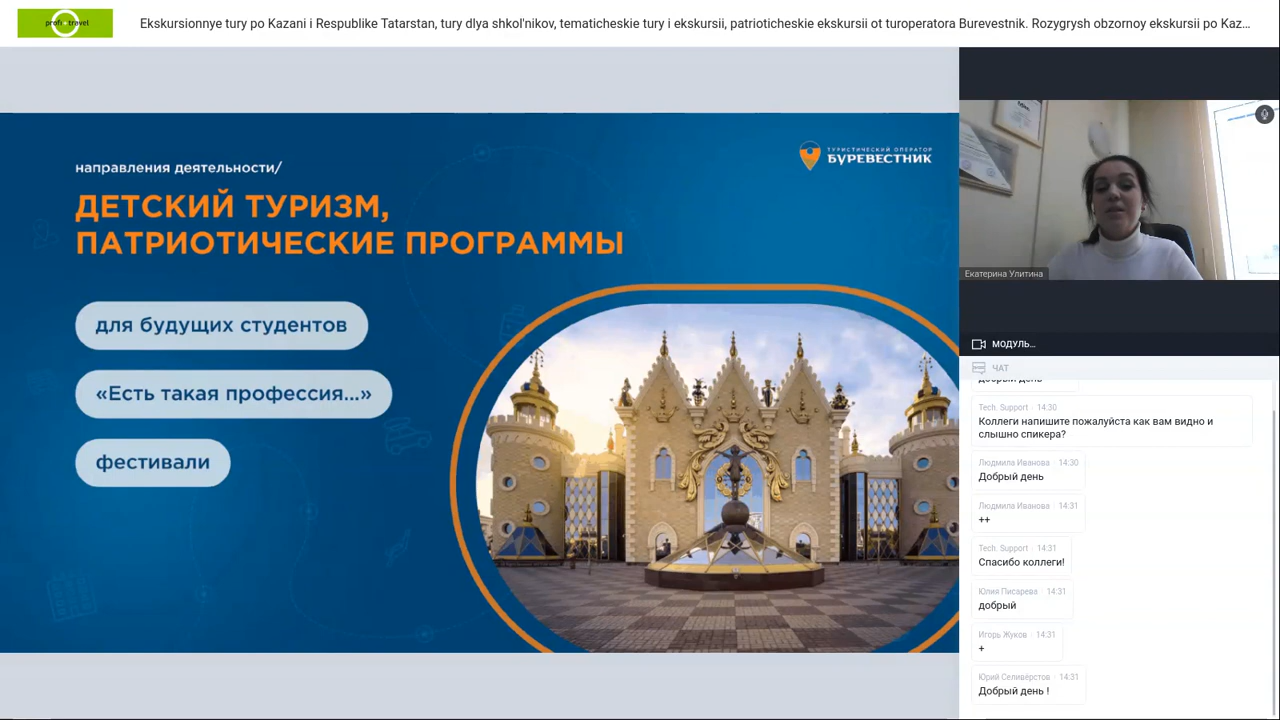 profi travel
Ekskursionnye tury po Kazani i Respublike Tatarstan, tury dlya shkol'nikov, tematicheskie tury i ekskursii, patrioticheskie ekskursii ot turoperatora Burevestnik. Rozygrysh obzornoy ekskursii po Kaz...
направления деятельности/
ДЕТСКИЙ ТУРИЗМ,
ПАТРИОТИЧЕСКИЕ ПРОГРАММЫ
ТУРИСТИЧЕСКИЙ ОПЕРАТОР
БУРЕВЕСТНИК
для будущих студентов
«Есть такая профессия...»
фестивали
Екатерина Улитина
МОДУЛЬ...
ЧАТ
добрый день
Tech. Support · 14:30
Коллеги напишите пожалуйста как вам видно и
слышно спикера?
Людмила Иванова · 14:30
Добрый день
Людмила Иванова · 14:31
++
Tech. Support · 14:31
Спасибо коллеги!
Юлия Писарева · 14:31
добрый
Игорь Жуков · 14:31
+
Юрий Селиверстов · 14:31
Добрый день !